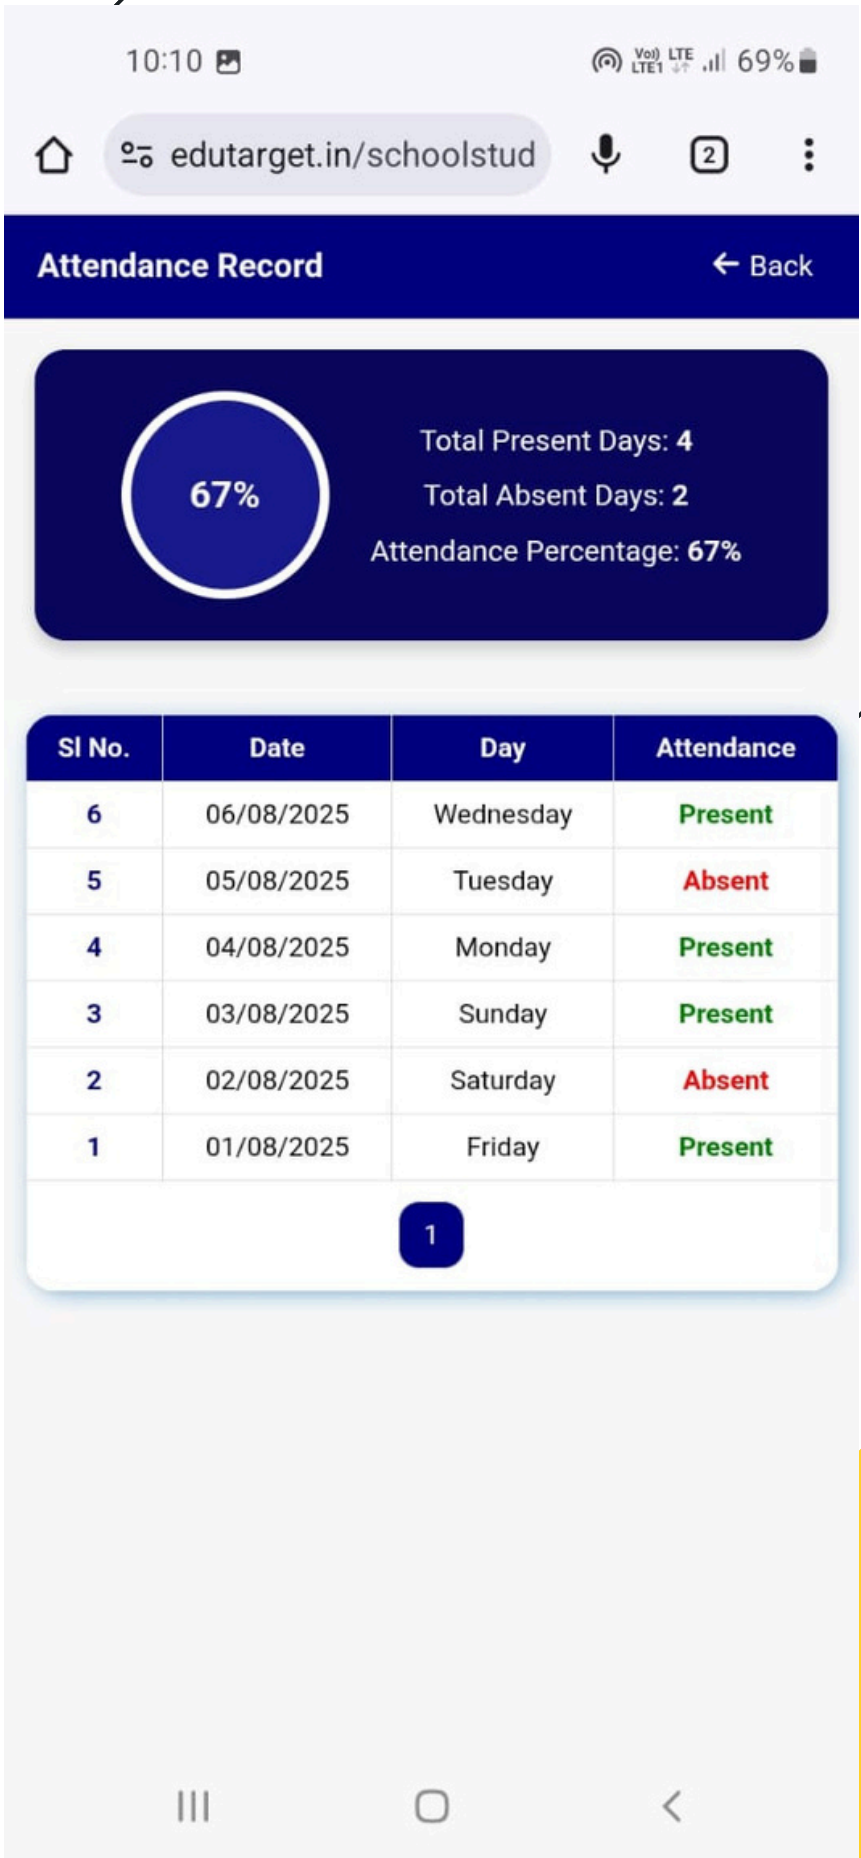 10:10
Vo)) LTE
LTE1
69%
edutarget.in/schoolstud
2
Attendance Record
← Back
67%
Total Present Days: 4
Total Absent Days: 2
Attendance Percentage: 67%
Sl No. Date Day Attendance
6 06/08/2025 Wednesday Present
5 05/08/2025 Tuesday Absent
4 04/08/2025 Monday Present
3 03/08/2025 Sunday Present
2 02/08/2025 Saturday Absent
1 01/08/2025 Friday Present
1